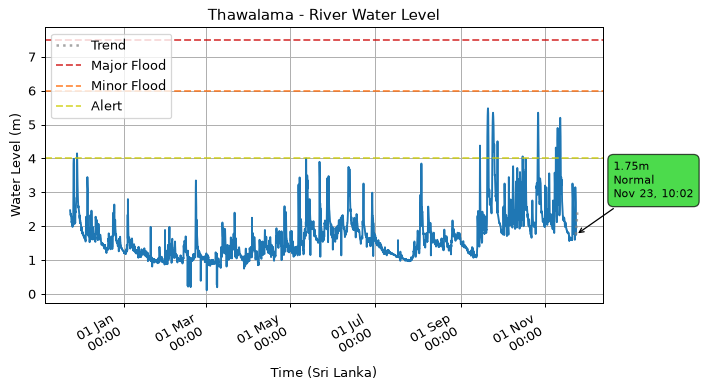 Thawalama - River Water Level
Trend
Major Flood
Minor Flood
Alert
Water Level (m)
7
6
5
4
3
2
1
0
1.75m
Normal
Nov 23, 10:02
01 Jan
00:00
01 Mar
00:00
01 May
00:00
01 Jul
00:00
01 Sep
00:00
01 Nov
00:00
Time (Sri Lanka)